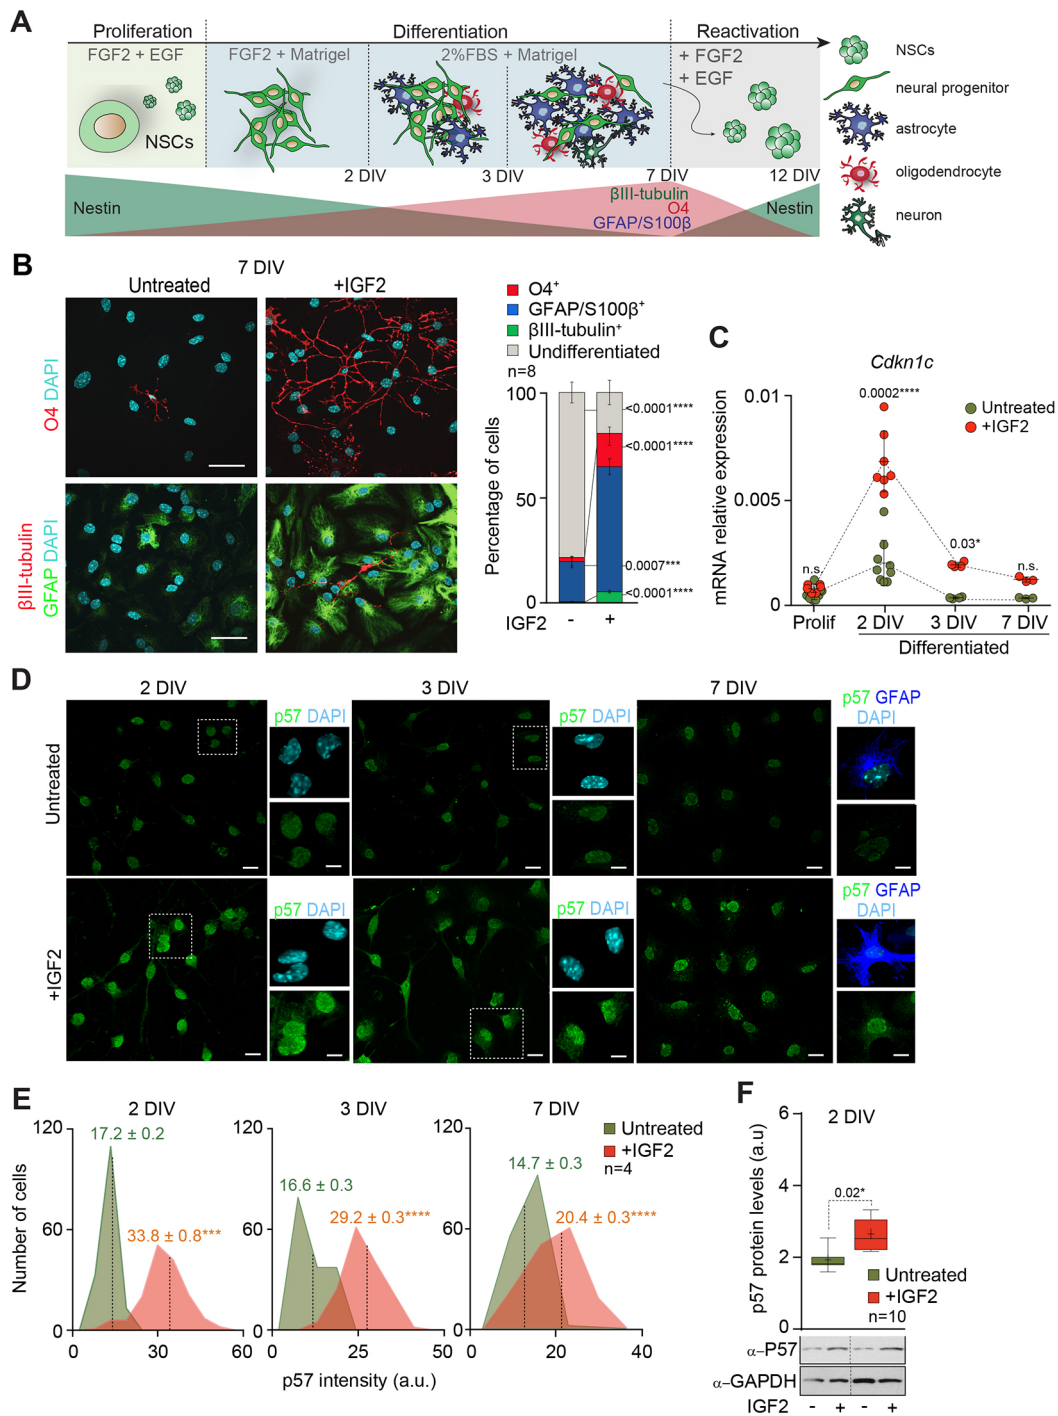 A
Proliferation
Differentiation
Reactivation
FGF2 + EGF
FGF2 + Matrigel
2%FBS + Matrigel
+ FGF2
+ EGF
NSCs
NSCs
neural progenitor
astrocyte
oligodendrocyte
neuron
2 DIV
3 DIV
7 DIV
12 DIV
Nestin
βIII-tubulin
O4
GFAP/S100β
Nestin
B
7 DIV
Untreated
+IGF2
O4 DAPI
βIII-tubulin
GFAP DAPI
O4⁺
GFAP/S100β⁺
βIII-tubulin⁺
Undifferentiated
n=8
Percentage of cells
100
50
0
<0.0001****
<0.0001****
0.0007***
<0.0001****
IGF2 - +
C
Cdkn1c
mRNA relative expression
0.01
0.005
0
0.0002****
Untreated
+IGF2
n.s.
0.03*
n.s.
Prolif
2 DIV
3 DIV
7 DIV
Differentiated
D
2 DIV
3 DIV
7 DIV
Untreated
p57 DAPI
p57 DAPI
p57 GFAP
DAPI
+IGF2
p57 DAPI
p57 DAPI
p57 GFAP
DAPI
E
2 DIV
3 DIV
7 DIV
Number of cells
120
60
0
17.2 ± 0.2
33.8 ± 0.8***
0
30
60
120
60
0
16.6 ± 0.3
29.2 ± 0.3****
0
25
50
120
60
0
14.7 ± 0.3
20.4 ± 0.3****
0
20
40
Untreated
+IGF2
n=4
p57 intensity (a.u.)
F
2 DIV
p57 protein levels (a.u)
6
4
2
0
0.02*
Untreated
+IGF2
n=10
α–P57
α–GAPDH
IGF2 - + - +